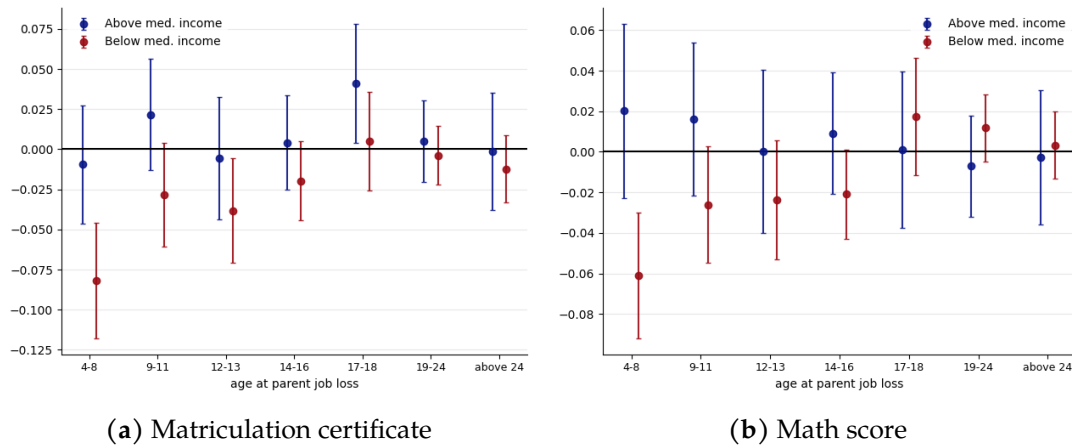 Above med. income
Below med. income
0.075
0.050
0.025
0.000
−0.025
−0.050
−0.075
−0.100
−0.125
4-8 9-11 12-13 14-16 17-18 19-24 above 24
age at parent job loss
(a) Matriculation certificate
Above med. income
Below med. income
0.06
0.04
0.02
0.00
−0.02
−0.04
−0.06
−0.08
4-8 9-11 12-13 14-16 17-18 19-24 above 24
age at parent job loss
(b) Math score